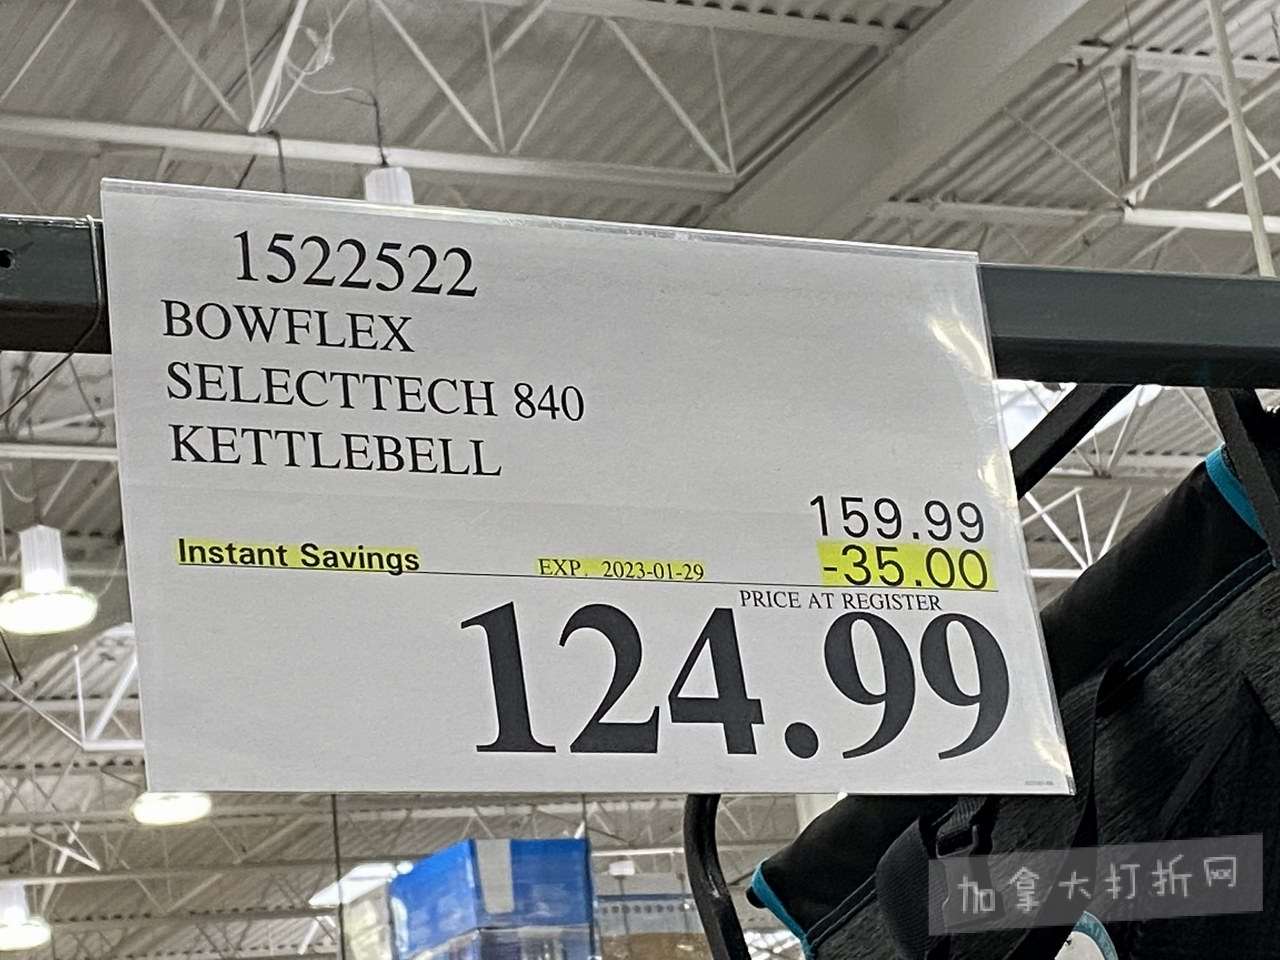 1522522
BOWFLEX
SELECTTECH 840
KETTLEBELL
159.99
Instant Savings EXP. 2023-01-29 -35.00
PRICE AT REGISTER
124.99
加拿大打折网